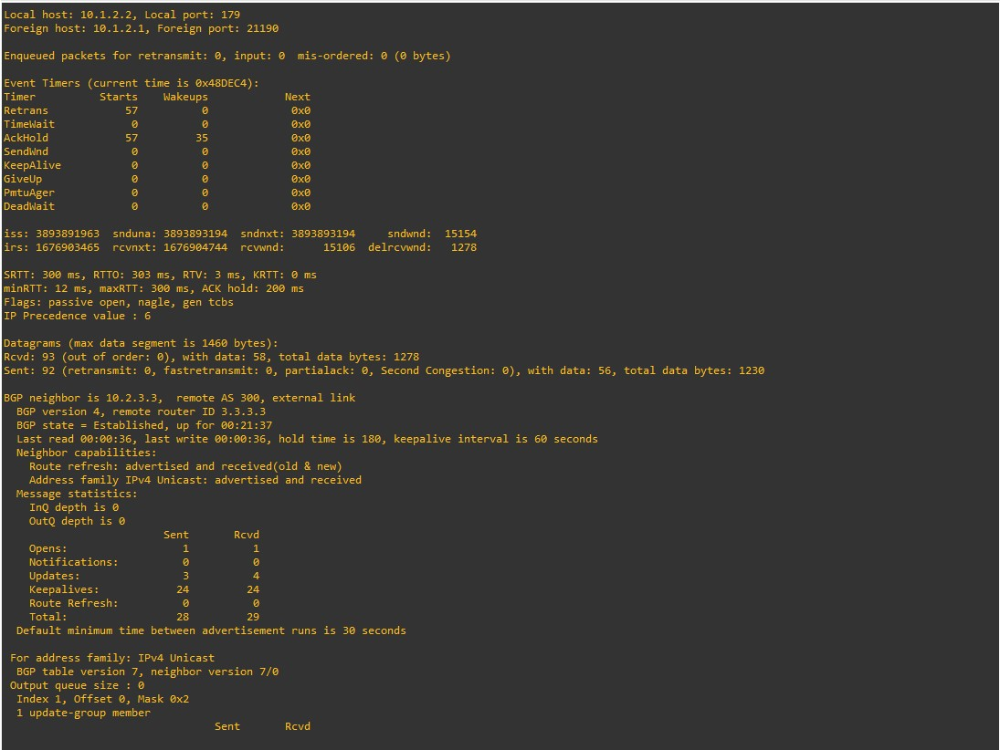 Local host: 10.1.2.2, Local port: 179
Foreign host: 10.1.2.1, Foreign port: 21190
Enqueued packets for retransmit: 0, input: 0  mis-ordered: 0 (0 bytes)
Event Timers (current time is 0x48DEC4):
Timer          Starts    Wakeups            Next
Retrans            57          0             0x0
TimeWait            0          0             0x0
AckHold            57         35             0x0
SendWnd             0          0             0x0
KeepAlive           0          0             0x0
GiveUp              0          0             0x0
PmtuAger            0          0             0x0
DeadWait            0          0             0x0
iss: 3893891963  snduna: 3893893194  sndnxt: 3893893194     sndwnd:  15154
irs: 1676903465  rcvnxt: 1676904744  rcvwnd:      15106  delrcvwnd:   1278
SRTT: 300 ms, RTTO: 303 ms, RTV: 3 ms, KRTT: 0 ms
minRTT: 12 ms, maxRTT: 300 ms, ACK hold: 200 ms
Flags: passive open, nagle, gen tcbs
IP Precedence value : 6
Datagrams (max data segment is 1460 bytes):
Rcvd: 93 (out of order: 0), with data: 58, total data bytes: 1278
Sent: 92 (retransmit: 0, fastretransmit: 0, partialack: 0, Second Congestion: 0), with data: 56, total data bytes: 1230
BGP neighbor is 10.2.3.3,  remote AS 300, external link
  BGP version 4, remote router ID 3.3.3.3
  BGP state = Established, up for 00:21:37
  Last read 00:00:36, last write 00:00:36, hold time is 180, keepalive interval is 60 seconds
  Neighbor capabilities:
    Route refresh: advertised and received(old & new)
    Address family IPv4 Unicast: advertised and received
  Message statistics:
    InQ depth is 0
    OutQ depth is 0
                         Sent       Rcvd
    Opens:                  1          1
    Notifications:          0          0
    Updates:                3          4
    Keepalives:            24         24
    Route Refresh:          0          0
    Total:                 28         29
  Default minimum time between advertisement runs is 30 seconds
 For address family: IPv4 Unicast
  BGP table version 7, neighbor version 7/0
 Output queue size : 0
  Index 1, Offset 0, Mask 0x2
  1 update-group member
                                 Sent       Rcvd